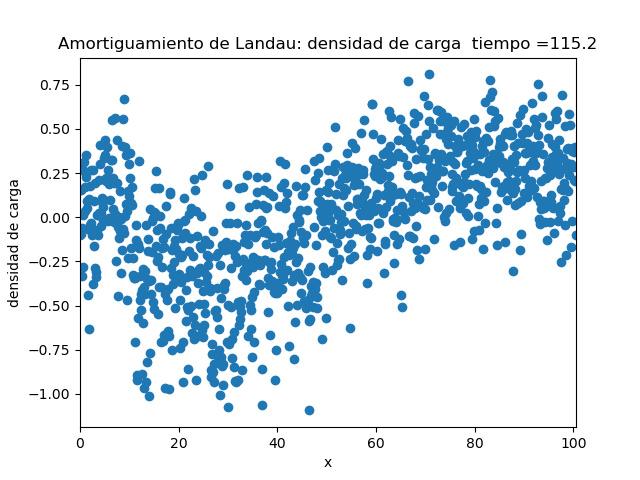 Amortiguamiento de Landau: densidad de carga  tiempo =115.2
densidad de carga
0.75
0.50
0.25
0.00
−0.25
−0.50
−0.75
−1.00
0 20 40 60 80 100
x